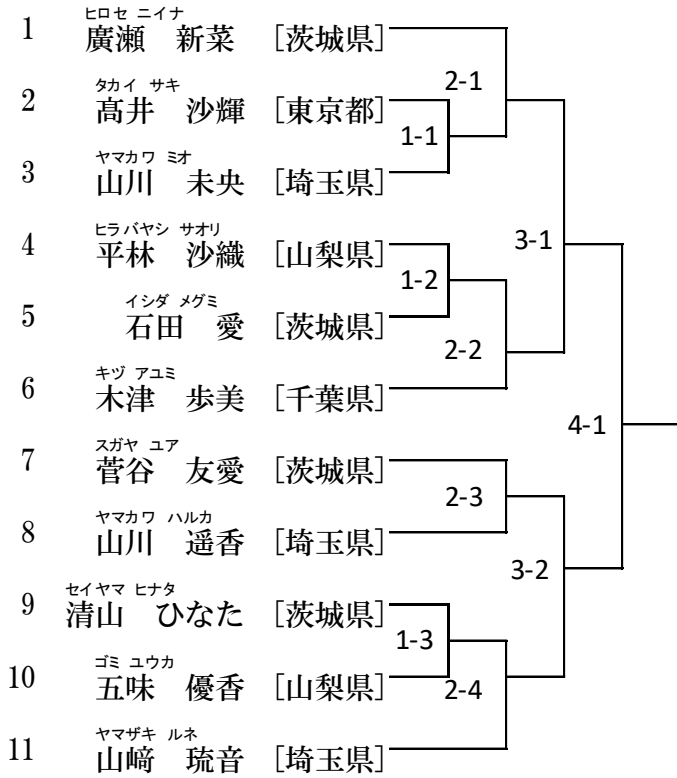 ヒロセ ニイナ
1 廣瀬 新菜 [茨城県]
2-1
タカイ サキ
2 髙井 沙輝 [東京都]
1-1
ヤマカワ ミオ
3 山川 未央 [埼玉県]
ヒラバヤシ サオリ
4 平林 沙織 [山梨県]
3-1
1-2
イシダ メグミ
5 石田 愛 [茨城県]
2-2
キヅ アユミ
6 木津 歩美 [千葉県]
4-1
スガヤ ユア
7 菅谷 友愛 [茨城県]
2-3
ヤマカワ ハルカ
8 山川 遥香 [埼玉県]
3-2
セイヤマ ヒナタ
9 清山 ひなた [茨城県]
1-3
ゴミ ユウカ
10 五味 優香 [山梨県]
2-4
ヤマザキ ルネ
11 山﨑 琉音 [埼玉県]